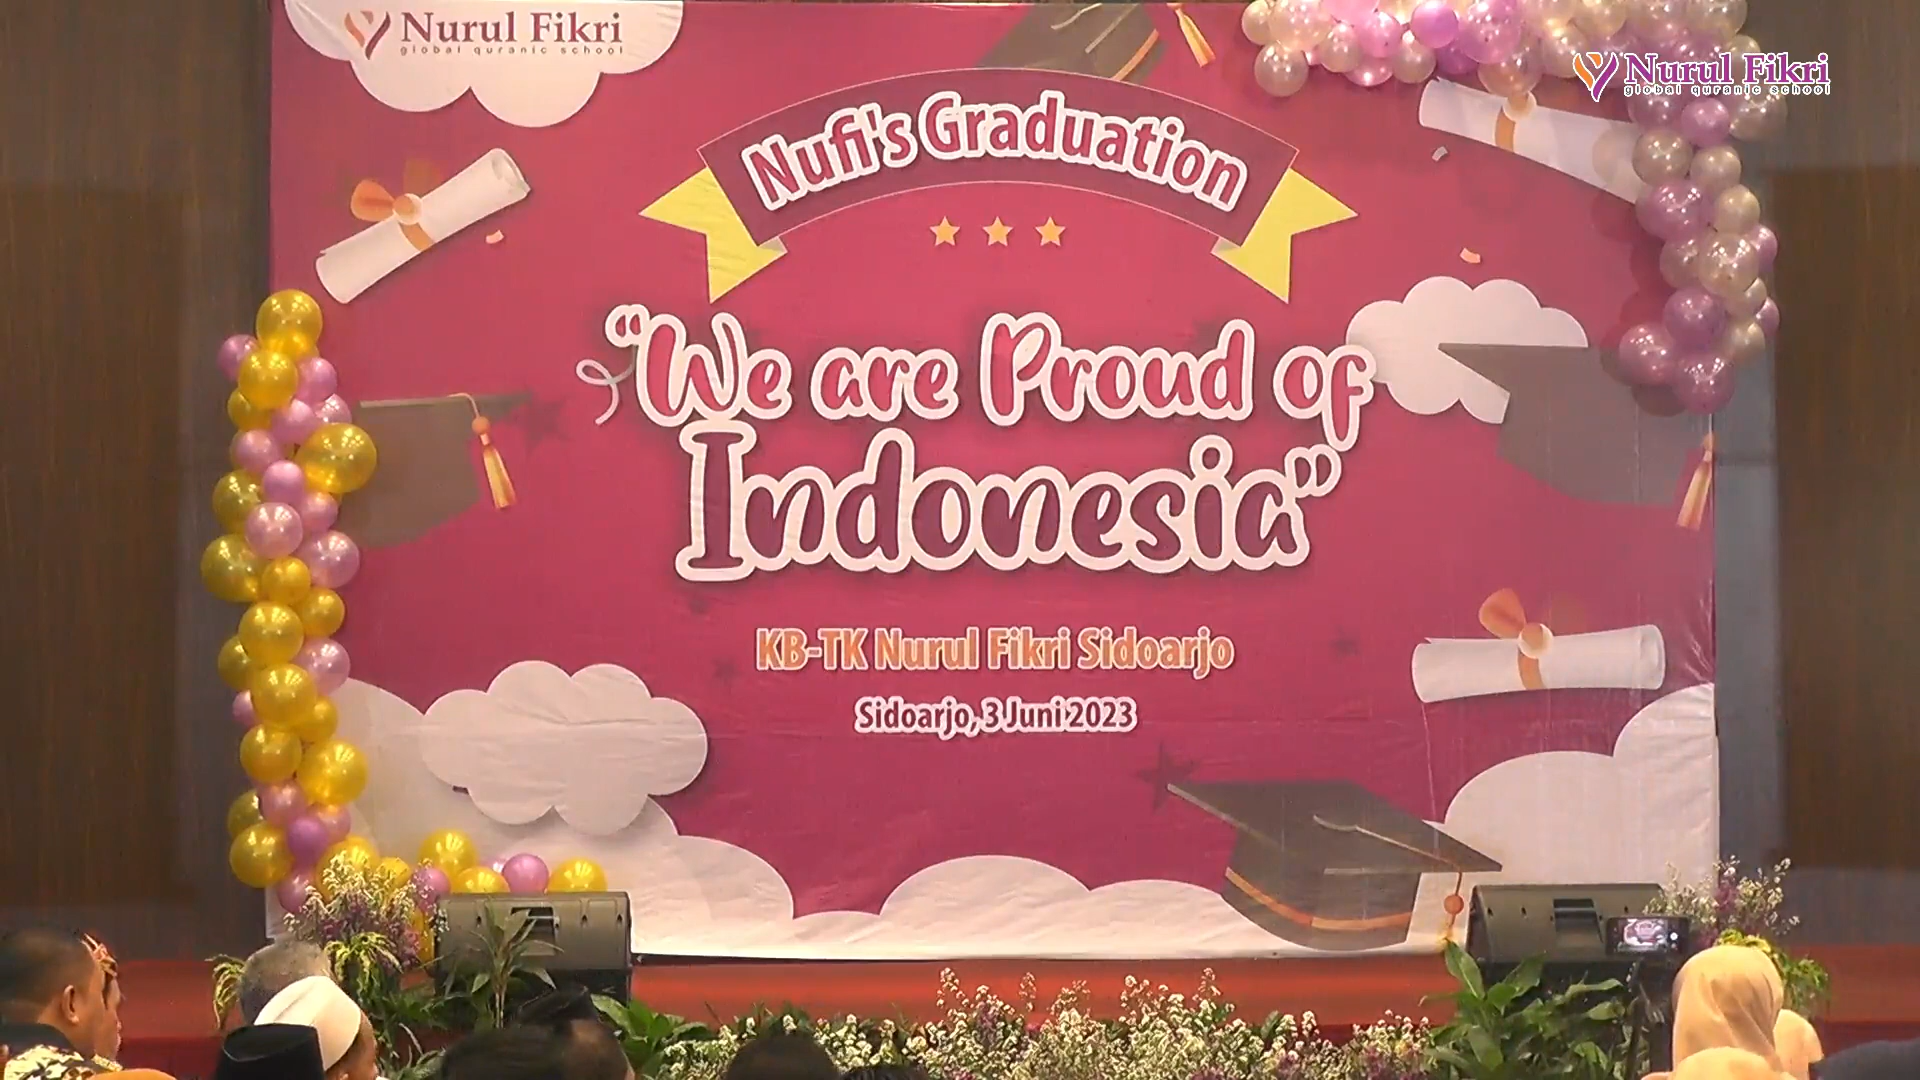 Nurul Fikri
global quranic school
Nurul Fikri
global quranic school
Nufi's Graduation
“We are Proud of
Indonesia”
KB-TK Nurul Fikri Sidoarjo
Sidoarjo, 3 Juni 2023